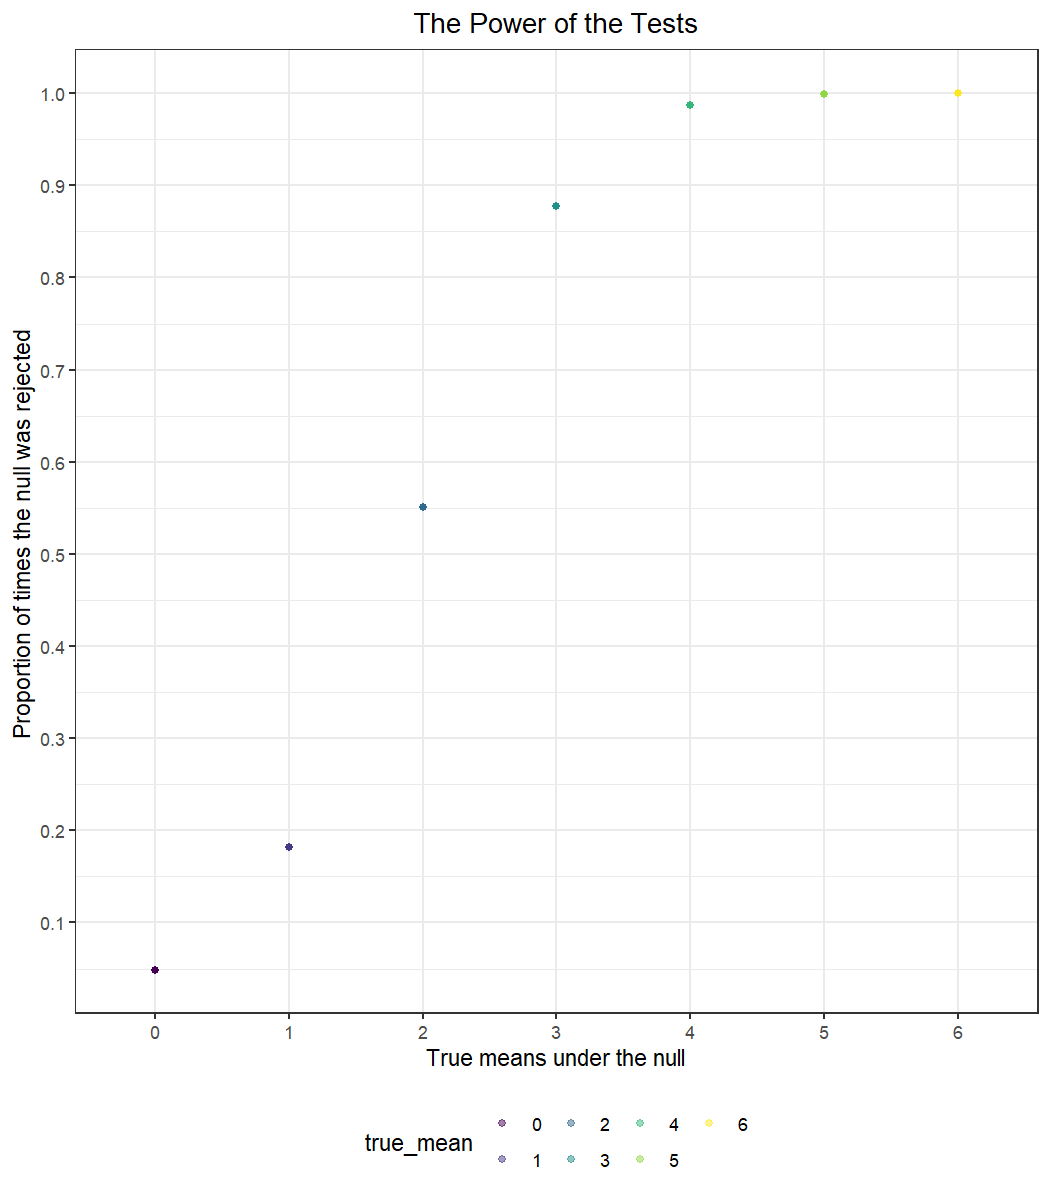 The Power of the Tests
1.0
0.9
0.8
0.7
0.6
0.5
0.4
0.3
0.2
0.1
Proportion of times the null was rejected
0 1 2 3 4 5 6
True means under the null
true_mean
0 2 4 6
1 3 5